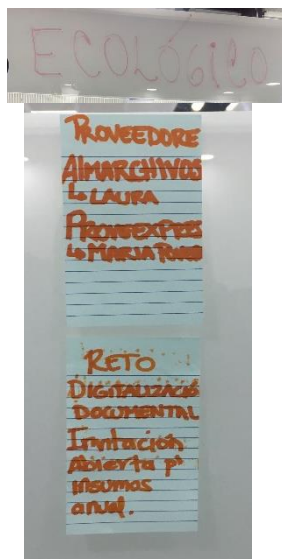 ECOLÓGICO
PROVEEDORE
ALMARCHIVOS
↳ LAURA
PROVEEXPRES
↳ MARIA
RETO
DIGITALIZACIÓ
DOCUMENTAL
Invitación
Abierta p'
insumos
anual.